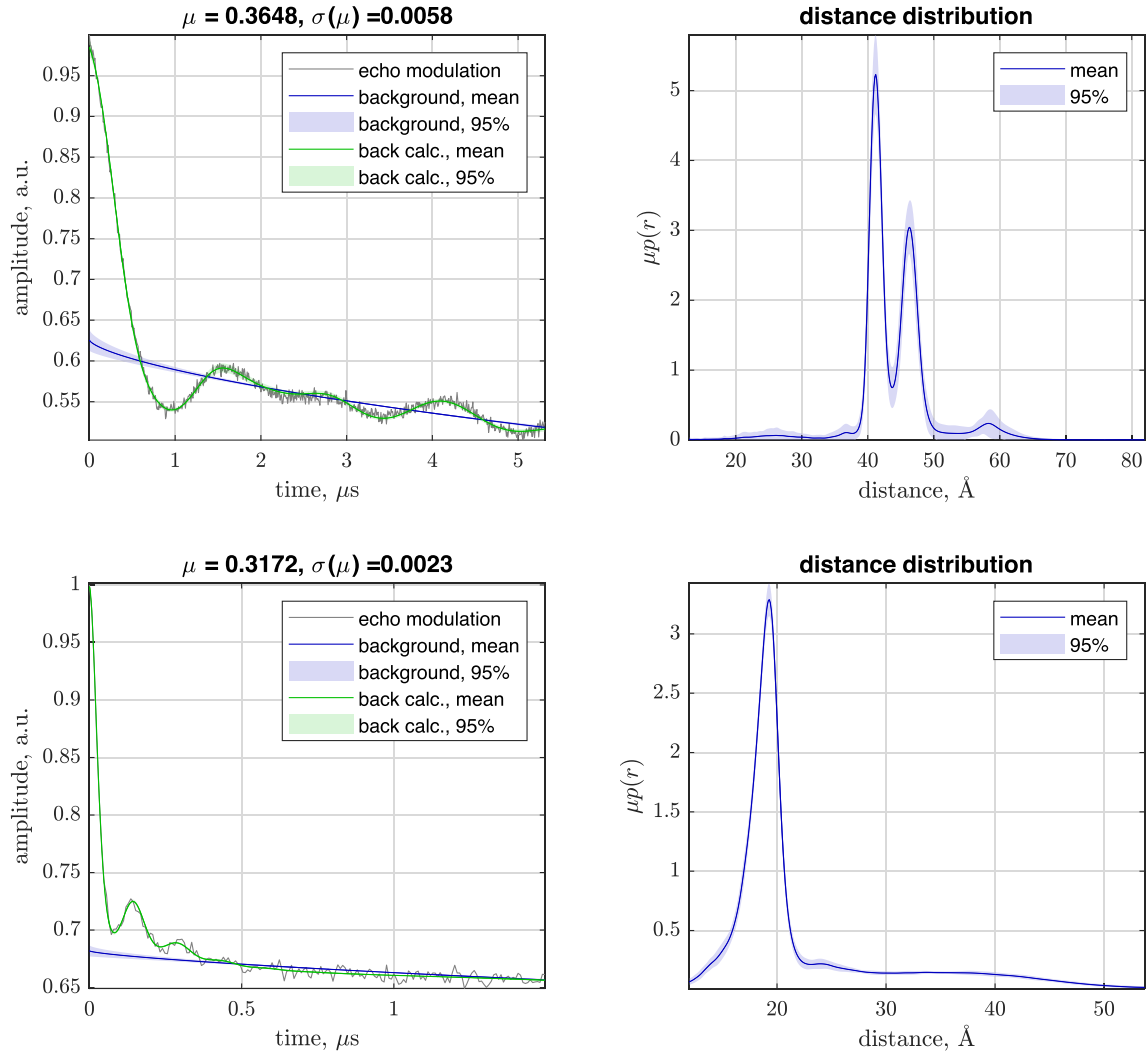 μ = 0.3648, σ(μ) =0.0058
amplitude, a.u.
0.95
0.9
0.85
0.8
0.75
0.7
0.65
0.6
0.55
echo modulation
background, mean
background, 95%
back calc., mean
back calc., 95%
0 1 2 3 4 5
time, μs
distance distribution
μp(r)
5
4
3
2
1
0
mean
95%
20 30 40 50 60 70 80
distance, Å
μ = 0.3172, σ(μ) =0.0023
amplitude, a.u.
1
0.95
0.9
0.85
0.8
0.75
0.7
0.65
echo modulation
background, mean
background, 95%
back calc., mean
back calc., 95%
0 0.5 1
time, μs
distance distribution
μp(r)
3
3.5
2
1.5
1
0.5
mean
95%
20 30 40 50
distance, Å